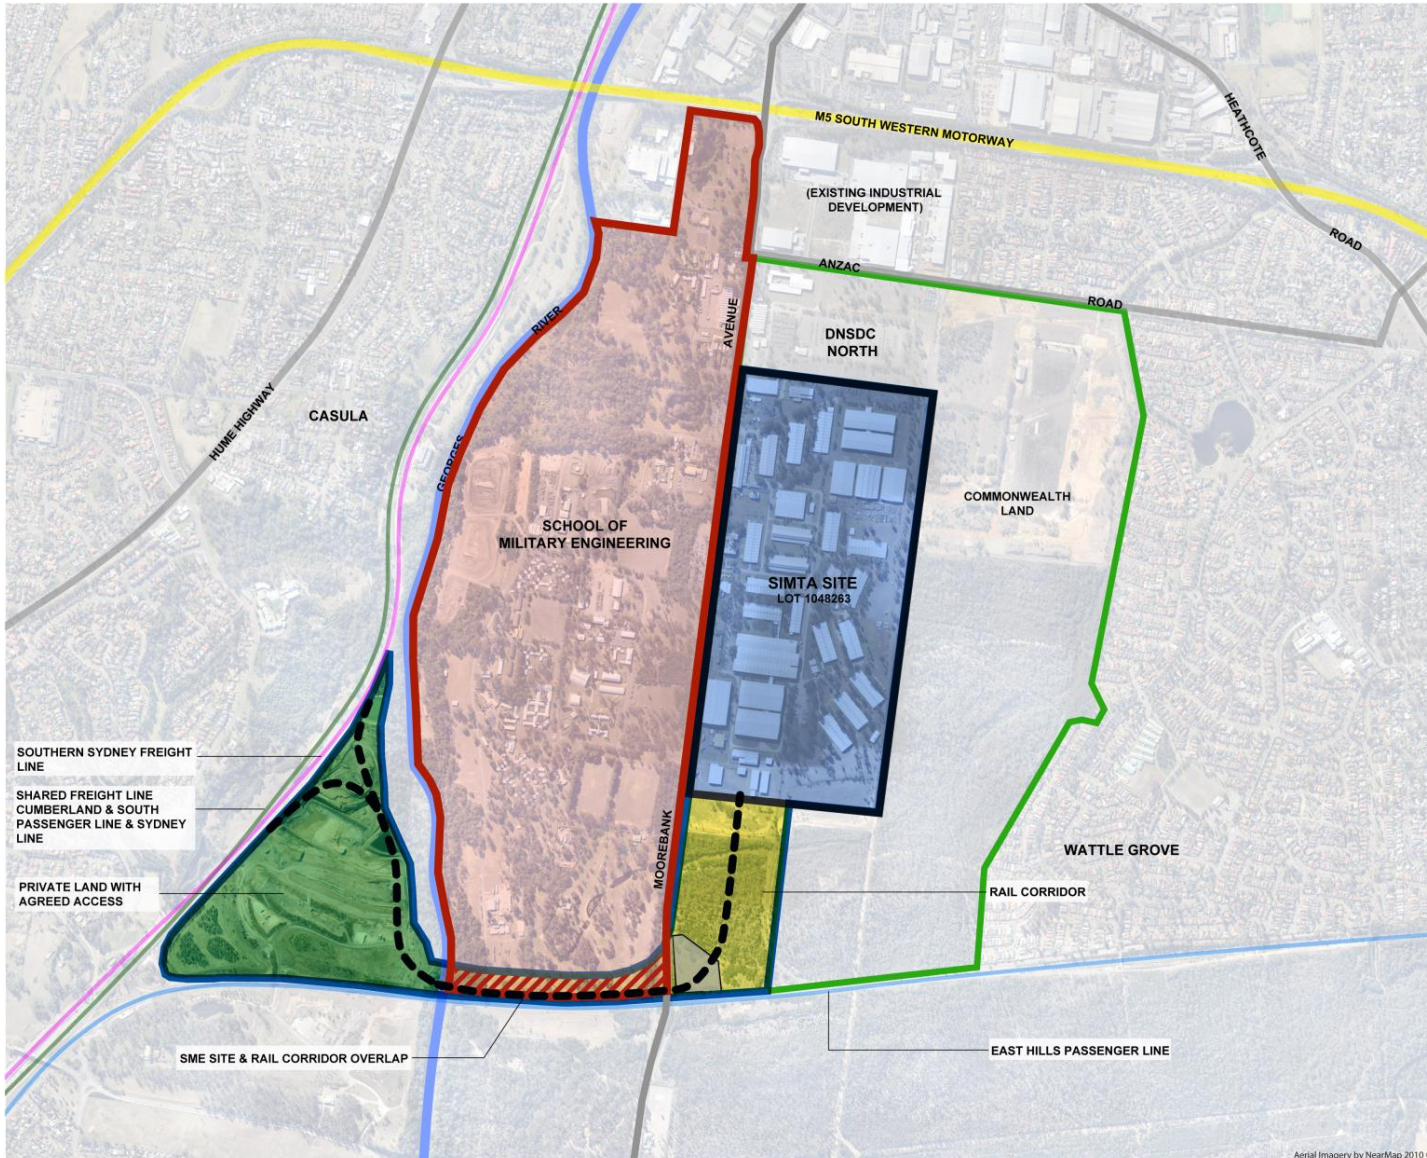 M5 SOUTH WESTERN MOTORWAY
HEATHCOTE
ROAD
(EXISTING INDUSTRIAL
DEVELOPMENT)
ANZAC
ROAD
RIVER
AVENUE
DNSDC
NORTH
HUME HIGHWAY
CASULA
GEORGES
COMMONWEALTH
LAND
SCHOOL OF
MILITARY ENGINEERING
SIMTA SITE
LOT 1048263
SOUTHERN SYDNEY FREIGHT
LINE
SHARED FREIGHT LINE
CUMBERLAND & SOUTH
PASSENGER LINE & SYDNEY
LINE
MOOREBANK
WATTLE GROVE
PRIVATE LAND WITH
AGREED ACCESS
RAIL CORRIDOR
SME SITE & RAIL CORRIDOR OVERLAP
EAST HILLS PASSENGER LINE
Aerial Imagery by NearMap 2010